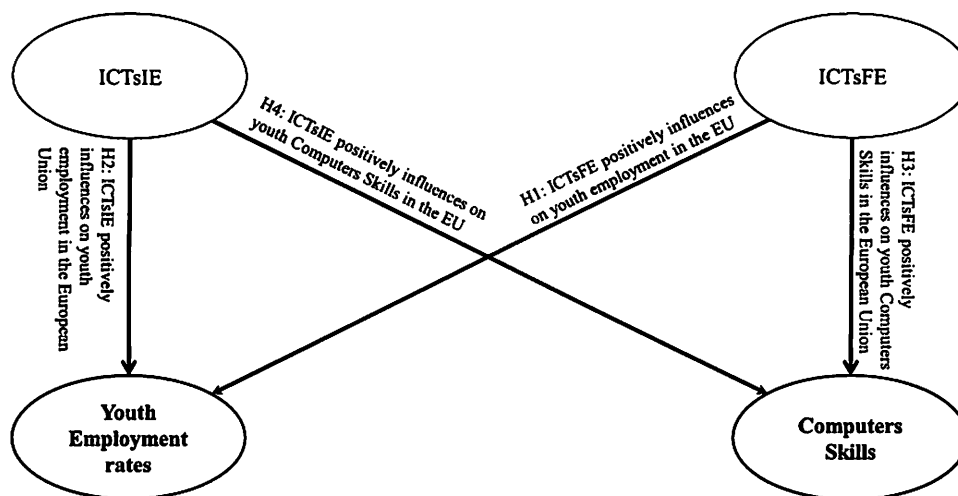 ICTsIE
ICTsFE
H4: ICTsIE positively influences on
youth Computers Skills in the EU
H1: ICTsFE positively influences
on youth employment in the EU
H2: ICTsIE positively
influences on youth
employment in the European
Union
H3: ICTsFE positively
influences on youth Computers
Skills in the European Union
Youth
Employment
rates
Computers
Skills